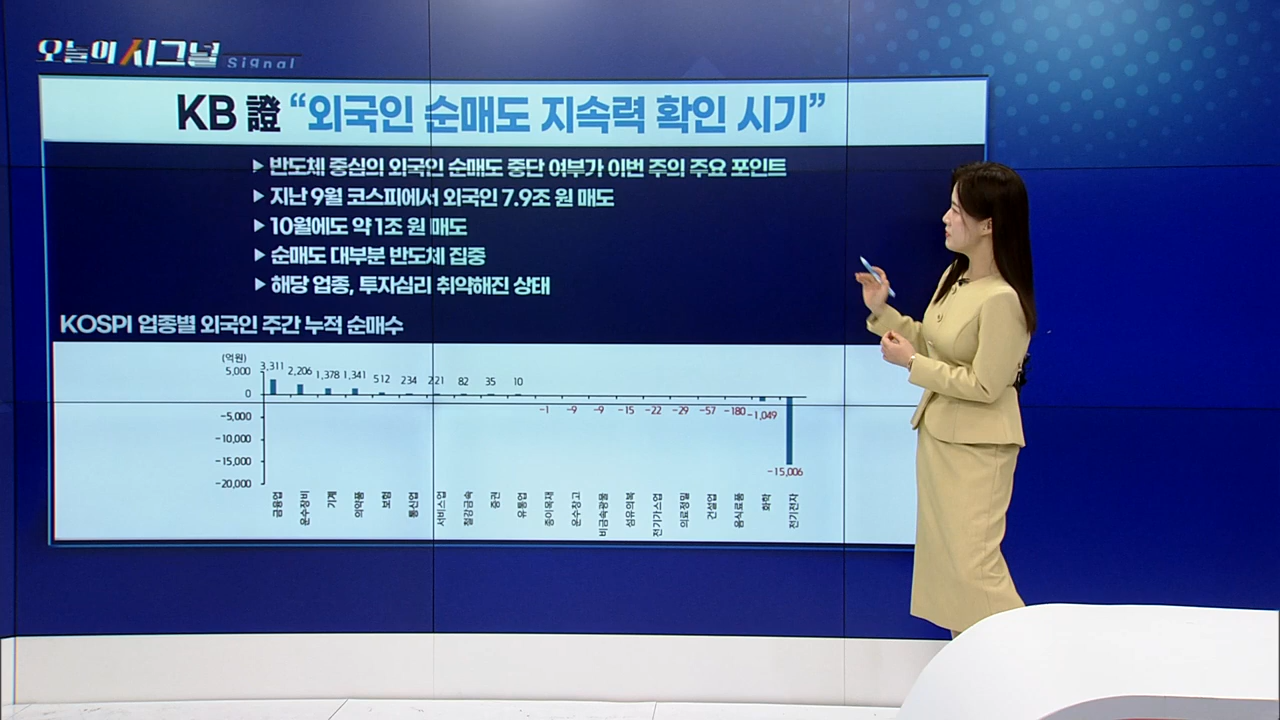 오늘의 시그널 Signal
KB 證 “외국인 순매도 지속력 확인 시기”
▶ 반도체 중심의 외국인 순매도 중단 여부가 이번 주의 주요 포인트
▶ 지난 9월 코스피에서 외국인 7.9조 원 매도
▶ 10월에도 약 1조 원 매도
▶ 순매도 대부분 반도체 집중
▶ 해당 업종, 투자심리 취약해진 상태
KOSPI 업종별 외국인 주간 누적 순매수
(억원)
5,000
0
-5,000
-10,000
-15,000
-20,000
3,311 2,206 1,378 1,341 512 234 221 82 35 10
-1 -9 -9 -15 -22 -29 -57 -180 -1,049
-15,006
금융업 운수장비 기계 의약품 보험 통신업 서비스업 철강금속 증권 유통업 종이목재 운수창고 비금속광물 섬유의복 전기가스업 의료정밀 건설업 음식료품 화학 전기전자